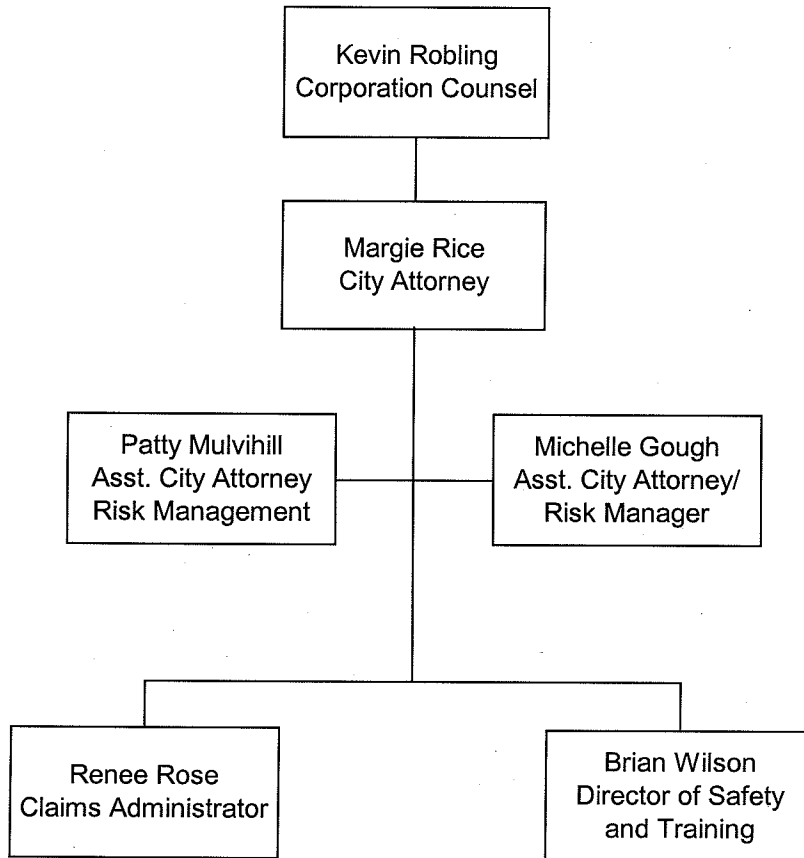 Kevin Robling
Corporation Counsel
Margie Rice
City Attorney
Patty Mulvihill
Asst. City Attorney
Risk Management
Michelle Gough
Asst. City Attorney/
Risk Manager
Renee Rose
Claims Administrator
Brian Wilson
Director of Safety
and Training